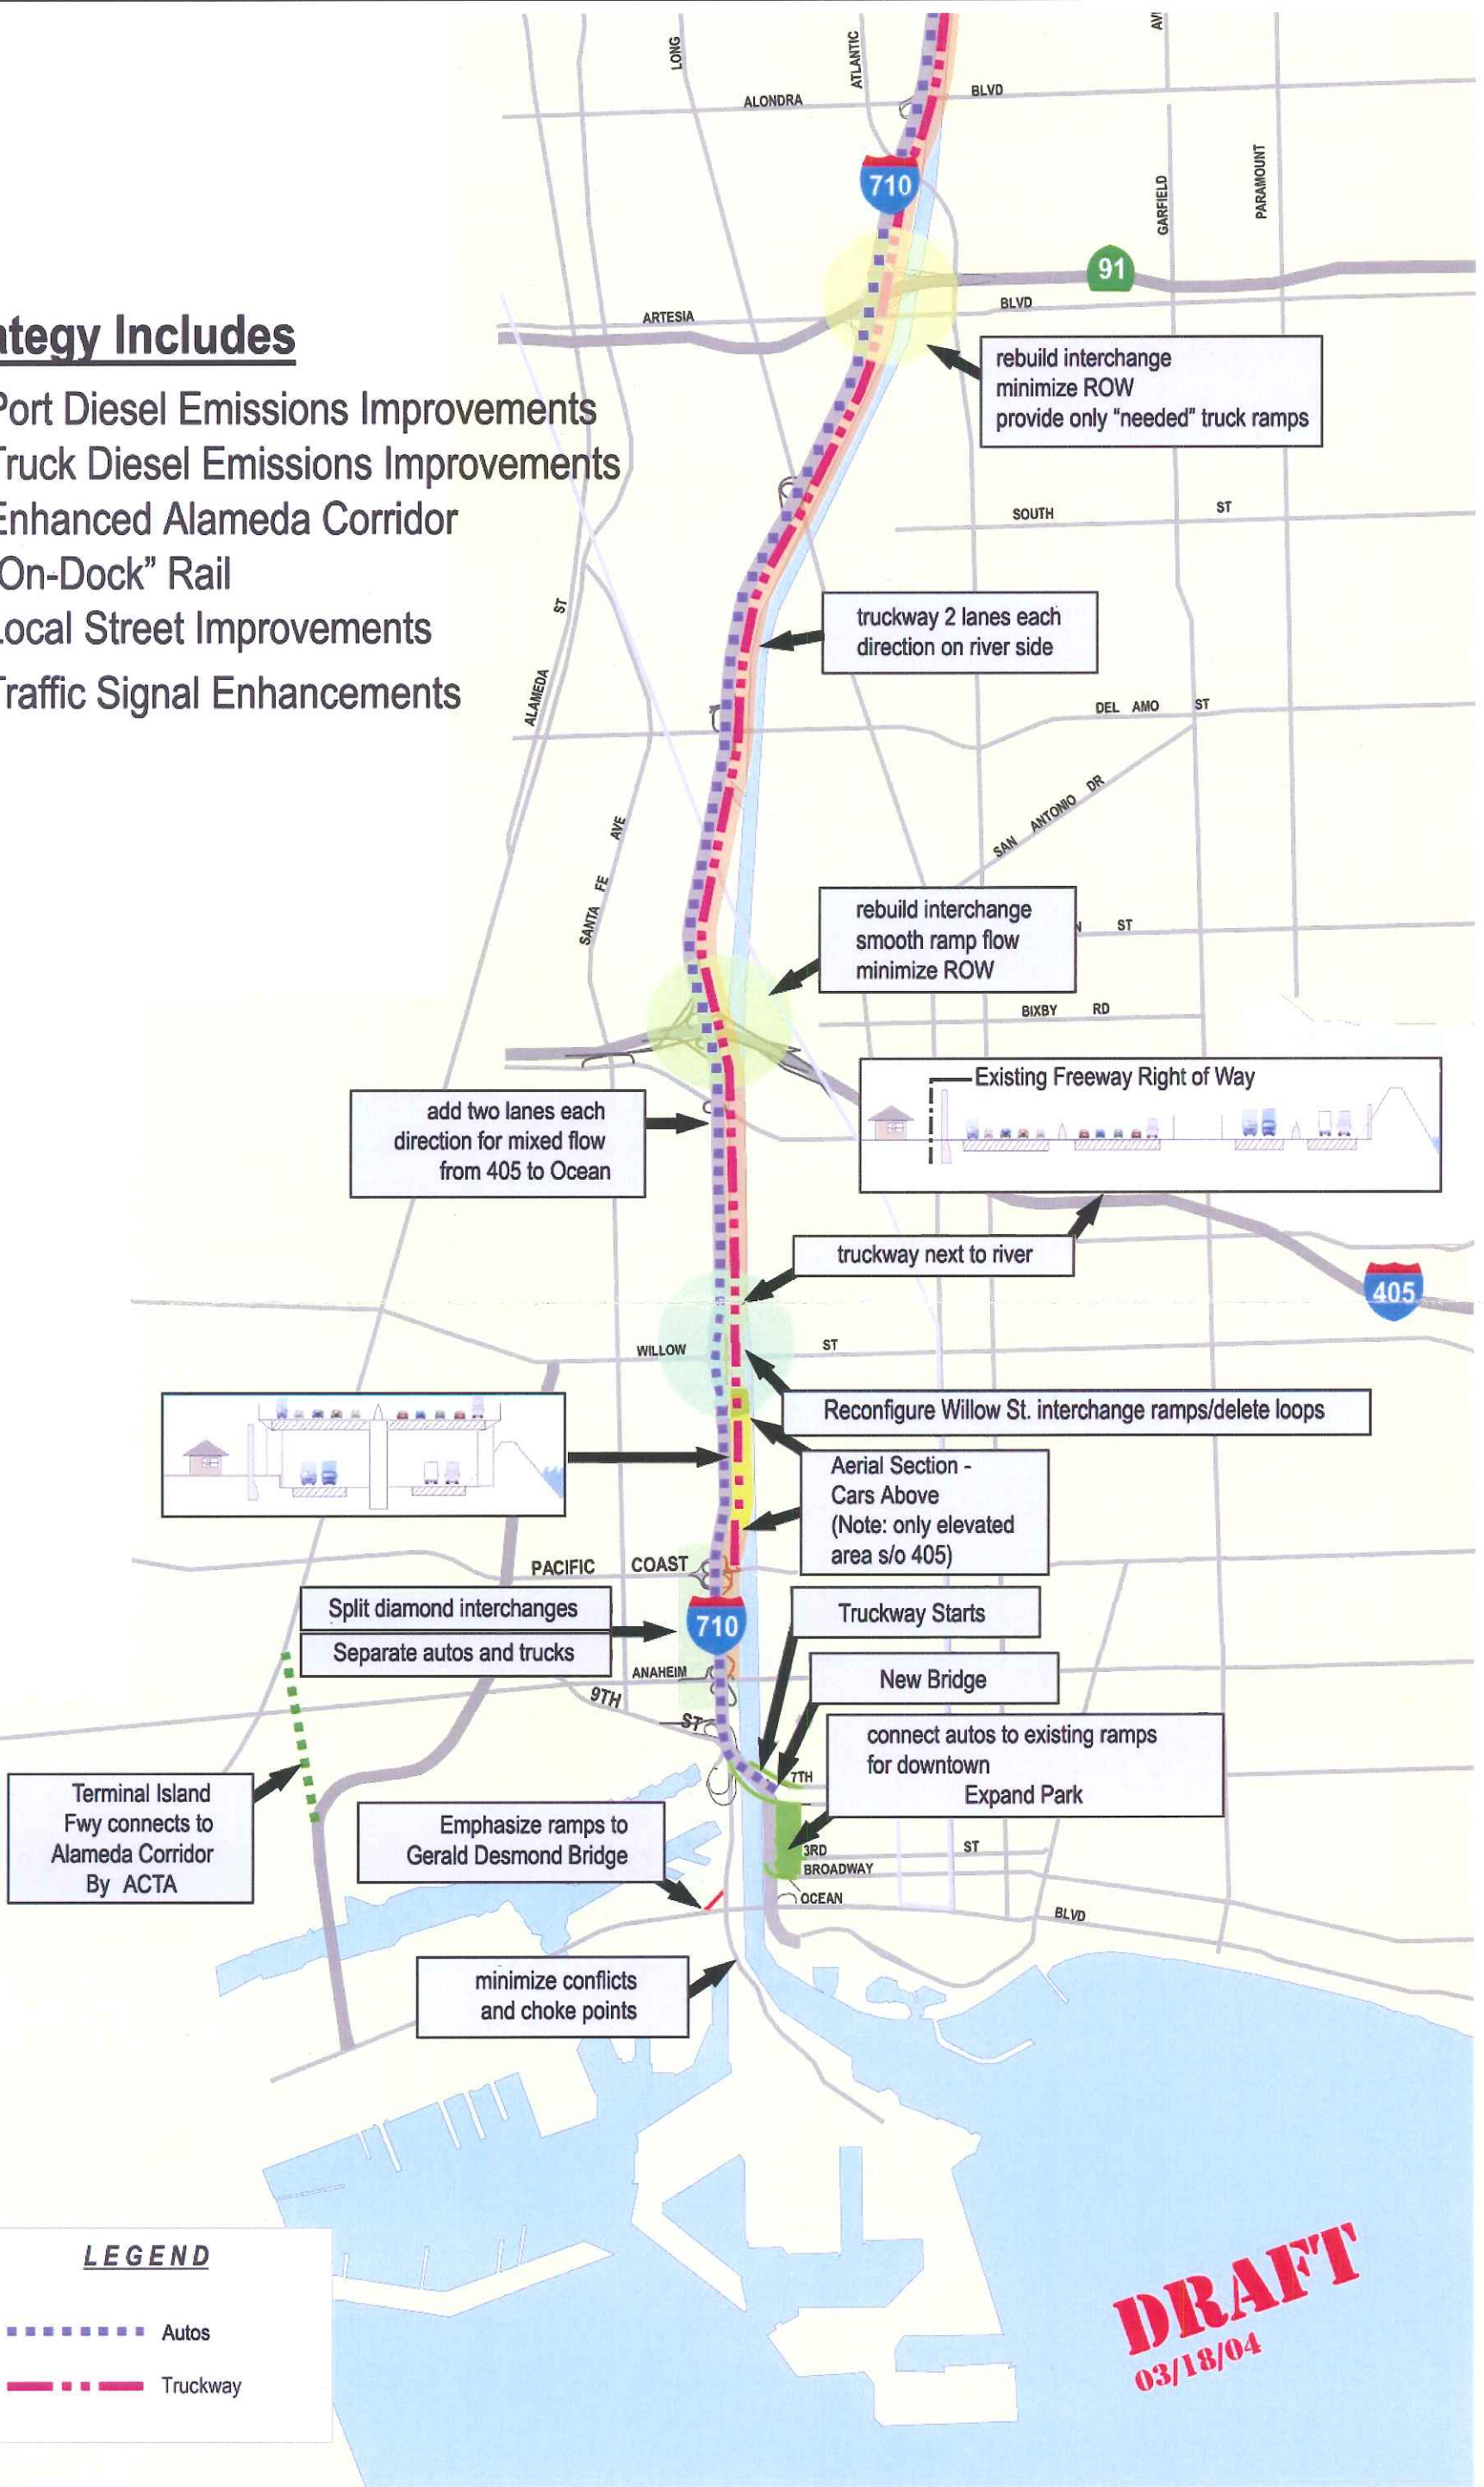 LONG
ATLANTIC
AV
ALONDRA
BLVD
710
GARFIELD
PARAMOUNT
91
ARTESIA
BLVD
ategy Includes
Port Diesel Emissions Improvements
Truck Diesel Emissions Improvements
Enhanced Alameda Corridor
On-Dock” Rail
Local Street Improvements
Traffic Signal Enhancements
rebuild interchange
minimize ROW
provide only “needed” truck ramps
SOUTH
ST
truckway 2 lanes each
direction on river side
ALAMEDA
ST
DEL AMO
ST
SAN ANTONIO DR
SANTA FE AVE
rebuild interchange
smooth ramp flow
minimize ROW
N
ST
BIXBY
RD
Existing Freeway Right of Way
add two lanes each
direction for mixed flow
from 405 to Ocean
truckway next to river
405
WILLOW
ST
Reconfigure Willow St. interchange ramps/delete loops
Aerial Section -
Cars Above
(Note: only elevated
area s/o 405)
PACIFIC
COAST
Split diamond interchanges
Separate autos and trucks
710
Truckway Starts
ANAHEIM
New Bridge
9TH
ST
connect autos to existing ramps
for downtown
Expand Park
7TH
Terminal Island
Fwy connects to
Alameda Corridor
By ACTA
Emphasize ramps to
Gerald Desmond Bridge
3RD
ST
BROADWAY
OCEAN
BLVD
minimize conflicts
and choke points
LEGEND
Autos
Truckway
DRAFT
03/18/04